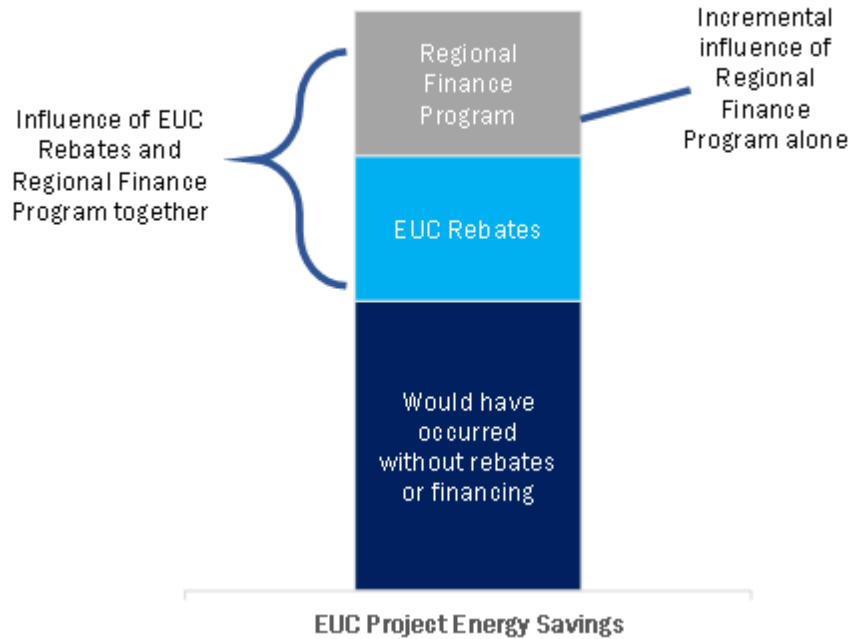 Influence of EUC
Rebates and
Regional Finance
Program together
Regional
Finance
Program
Incremental
influence of
Regional
Finance
Program alone
EUC Rebates
Would have
occurred
without rebates
or financing
EUC Project Energy Savings